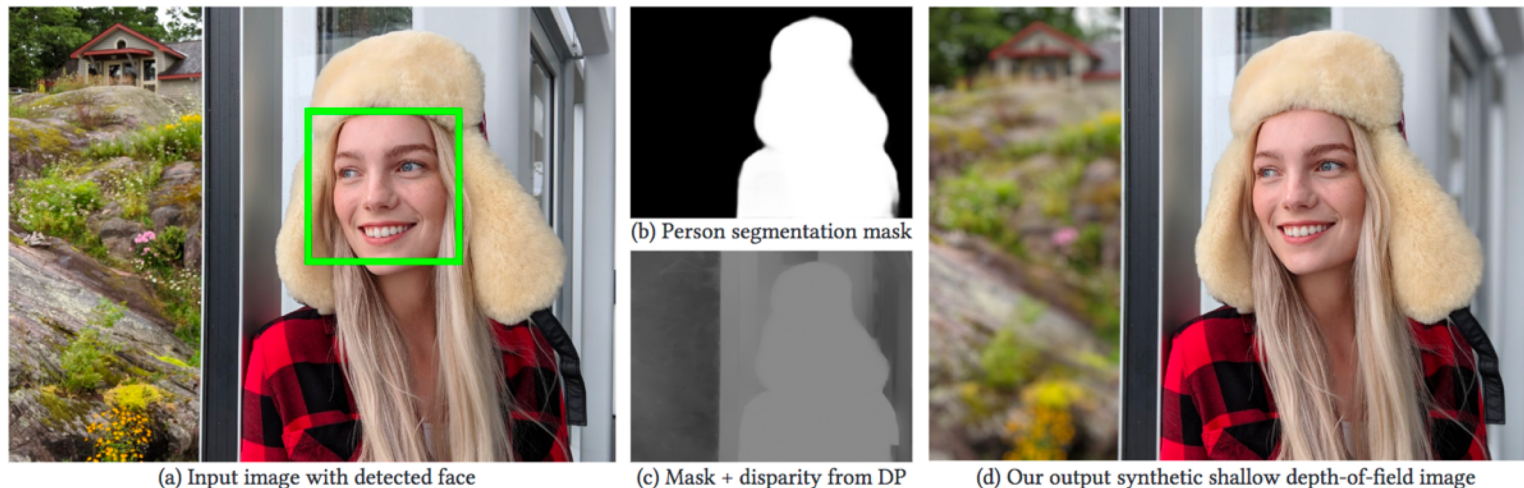 (a) Input image with detected face
(b) Person segmentation mask
(c) Mask + disparity from DP
(d) Our output synthetic shallow depth-of-field image